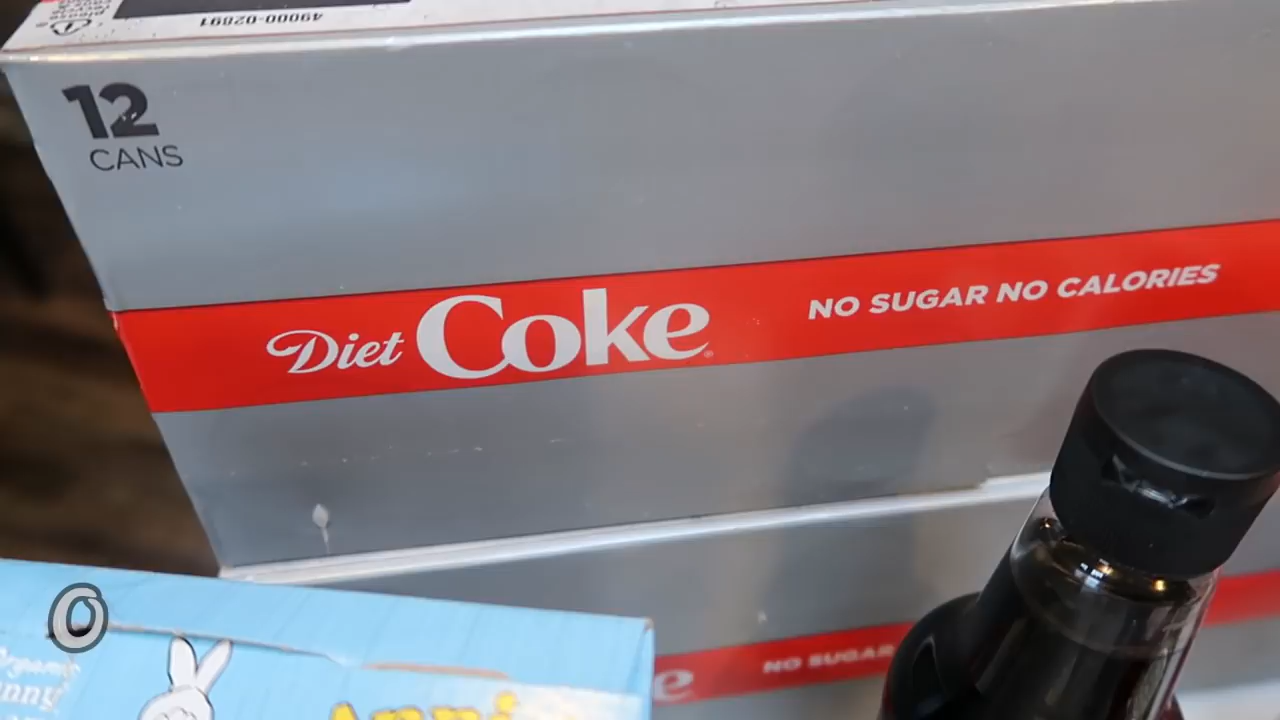 49000-02891
12
CANS
Diet Coke
NO SUGAR NO CALORIES
NO SUGAR
O